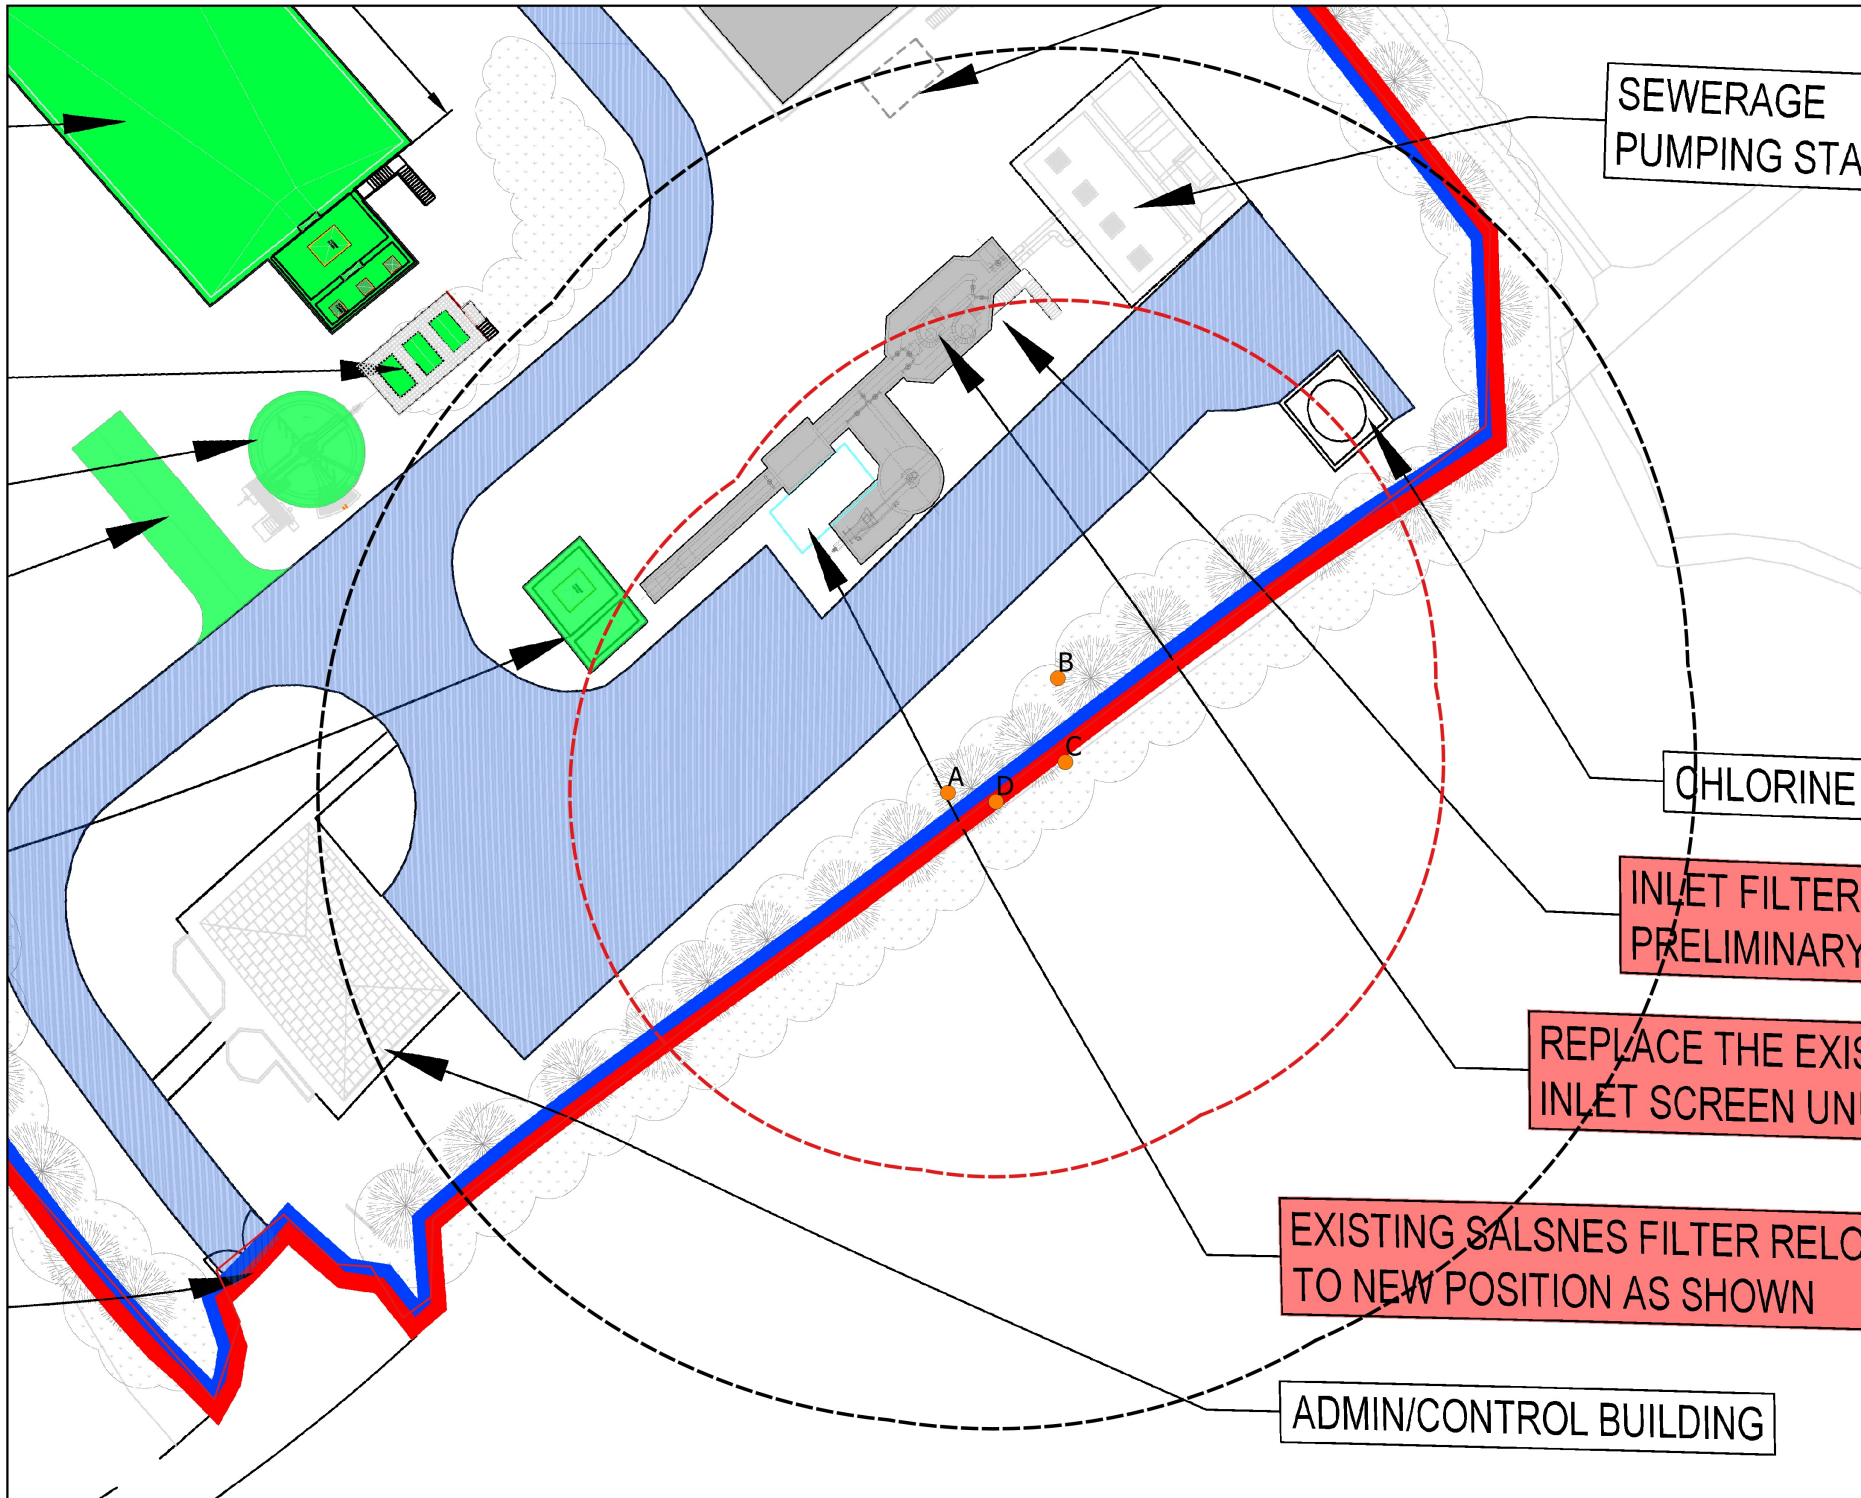 SEWERAGE
PUMPING STA
B
C
A
D
CHLORINE
INLET FILTER
PRELIMINARY
REPLACE THE EXIS
INLET SCREEN UN
EXISTING SALSNES FILTER RELO
TO NEW POSITION AS SHOWN
ADMIN/CONTROL BUILDING